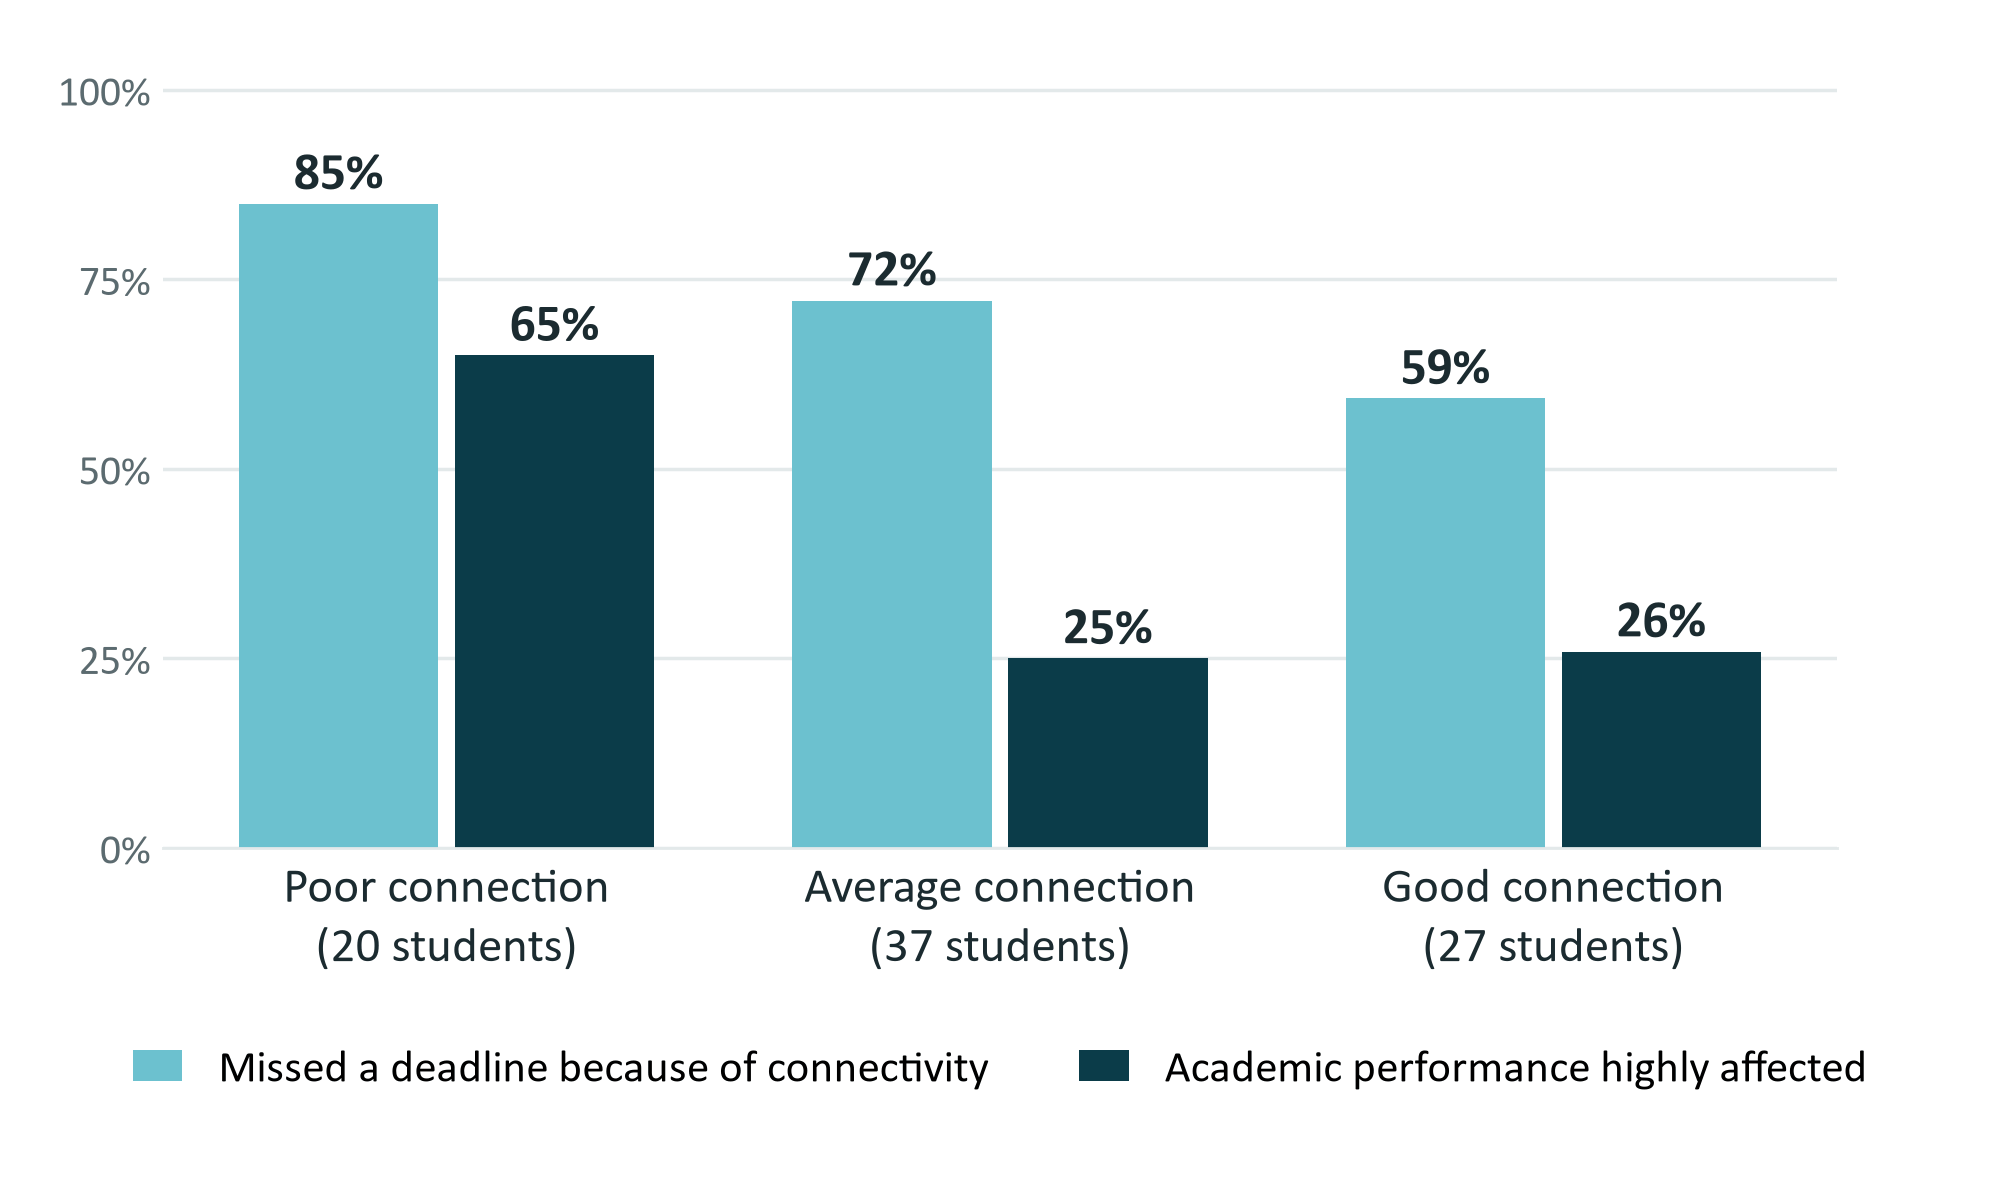 100%
85%
75%
72%
65%
59%
50%
25%
26%
25%
0%
Poor connection
(20 students)
Average connection
(37 students)
Good connection
(27 students)
Missed a deadline because of connectivity
Academic performance highly affected